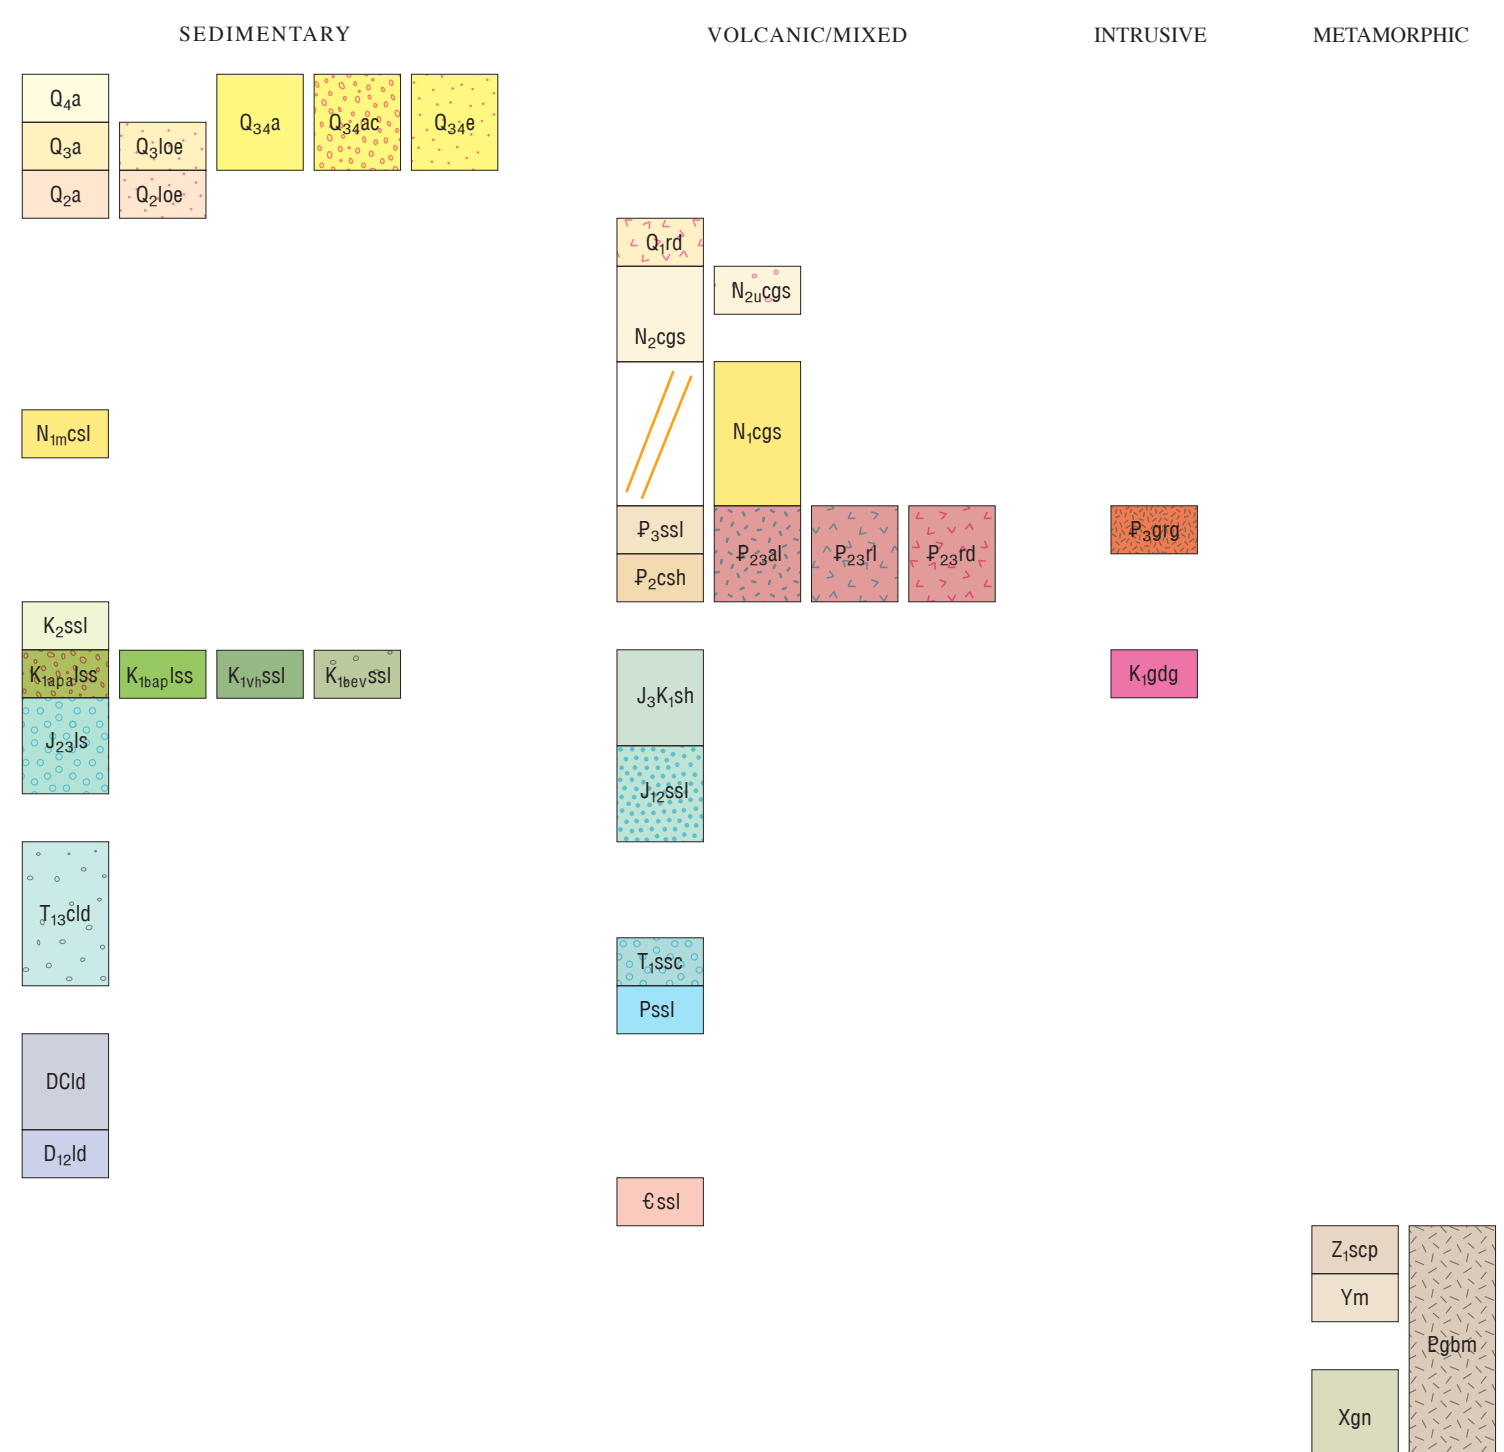 SEDIMENTARY VOLCANIC/MIXED INTRUSIVE METAMORPHIC
Q₄a
Q₃a Q₃loe Q₃₄a Q₃₄ac Q₃₄e
Q₂a Q₂loe
Q₁rd
N₂ᵤcgs
N₂cgs
N₁ₘcsl N₁cgs
₽₃ssl ₽₃grg
₽₂₃al ₽₂₃rl ₽₂₃rd
₽₂csh
K₂ssl
K₁ₐₚₐlss K₁baplss K₁ᵥₕssl K₁bevssl K₁gdg
J₃K₁sh
J₂₃ls
J₁₂ssl
T₁₃cld
T₁ssc
Pssl
DCld
D₁₂ld
Ꞓssl
Z₁scp
Ym
₽gbm
Xgn